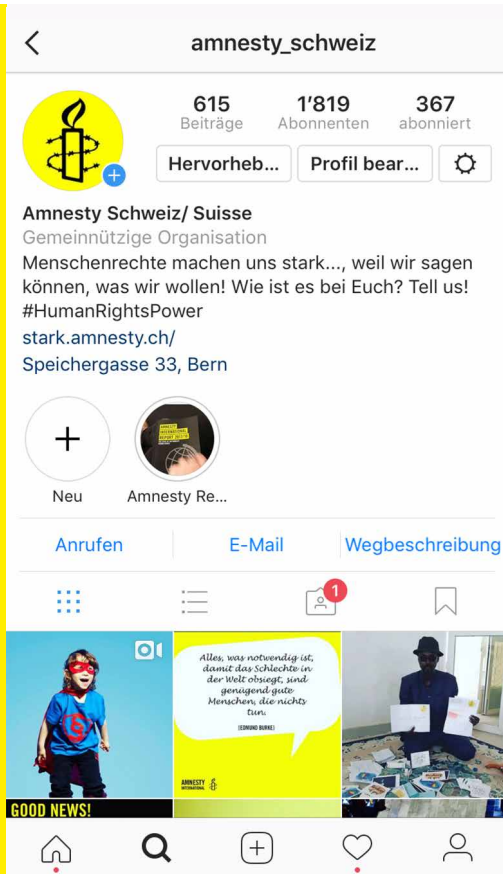 amnesty_schweiz
615
1'819
367
Beiträge
Abonnenten
abonniert
Hervorheb...
Profil bear...
Amnesty Schweiz/ Suisse
Gemeinnützige Organisation
Menschenrechte machen uns stark..., weil wir sagen
können, was wir wollen! Wie ist es bei Euch? Tell us!
#HumanRightsPower
stark.amnesty.ch/
Speichergasse 33, Bern
AMNESTY
INTERNATIONAL
Neu
Amnesty Re...
Anrufen
E-Mail
Wegbeschreibung
1
Alles, was notwendig ist,
damit das Schlechte in
der Welt obsiegt, sind
genügend gute
Menschen, die nichts
tun.
(EDMUND BURKE)
AMNESTY
INTERNATIONAL
GOOD NEWS!